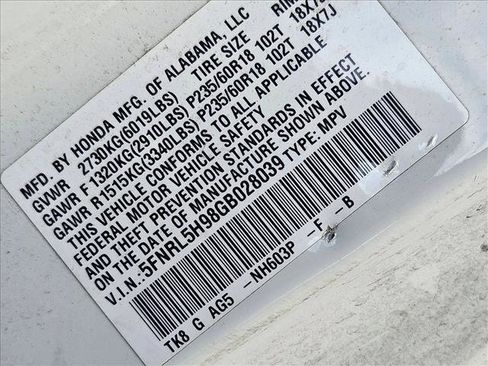 MFD. BY HONDA MFG. OF ALABAMA, LLC
GVWR 2730KG(6019LBS) TIRE SIZE RIM
GAWR F 1320KG(2910LBS) P235/60R18 102T 18X7J
GAWR R1515KG(3340LBS) P235/60R18 102T 18X7J
THIS VEHICLE CONFORMS TO ALL APPLICABLE
FEDERAL MOTOR VEHICLE SAFETY
AND THEFT PREVENTION STANDARDS IN EFFECT
ON THE DATE OF MANUFACTURE SHOWN ABOVE.
V.I.N.:5FNRL5H98GB028039 TYPE: MPV
TK8 G AG5 -NH603P -F -B